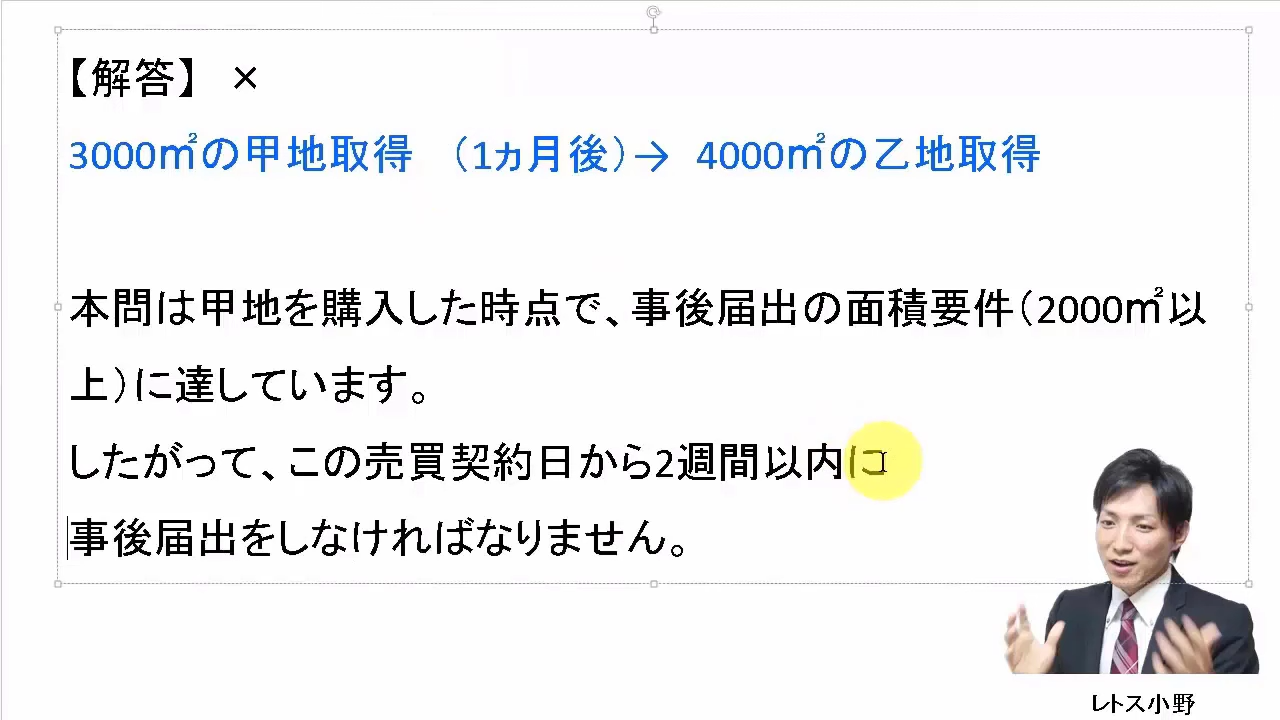 【解答】 ×
3000㎡の甲地取得 （1ヵ月後）→ 4000㎡の乙地取得
本問は甲地を購入した時点で、事後届出の面積要件（2000㎡以
上）に達しています。
したがって、この売買契約日から2週間以内に
事後届出をしなければなりません。
レトス小野